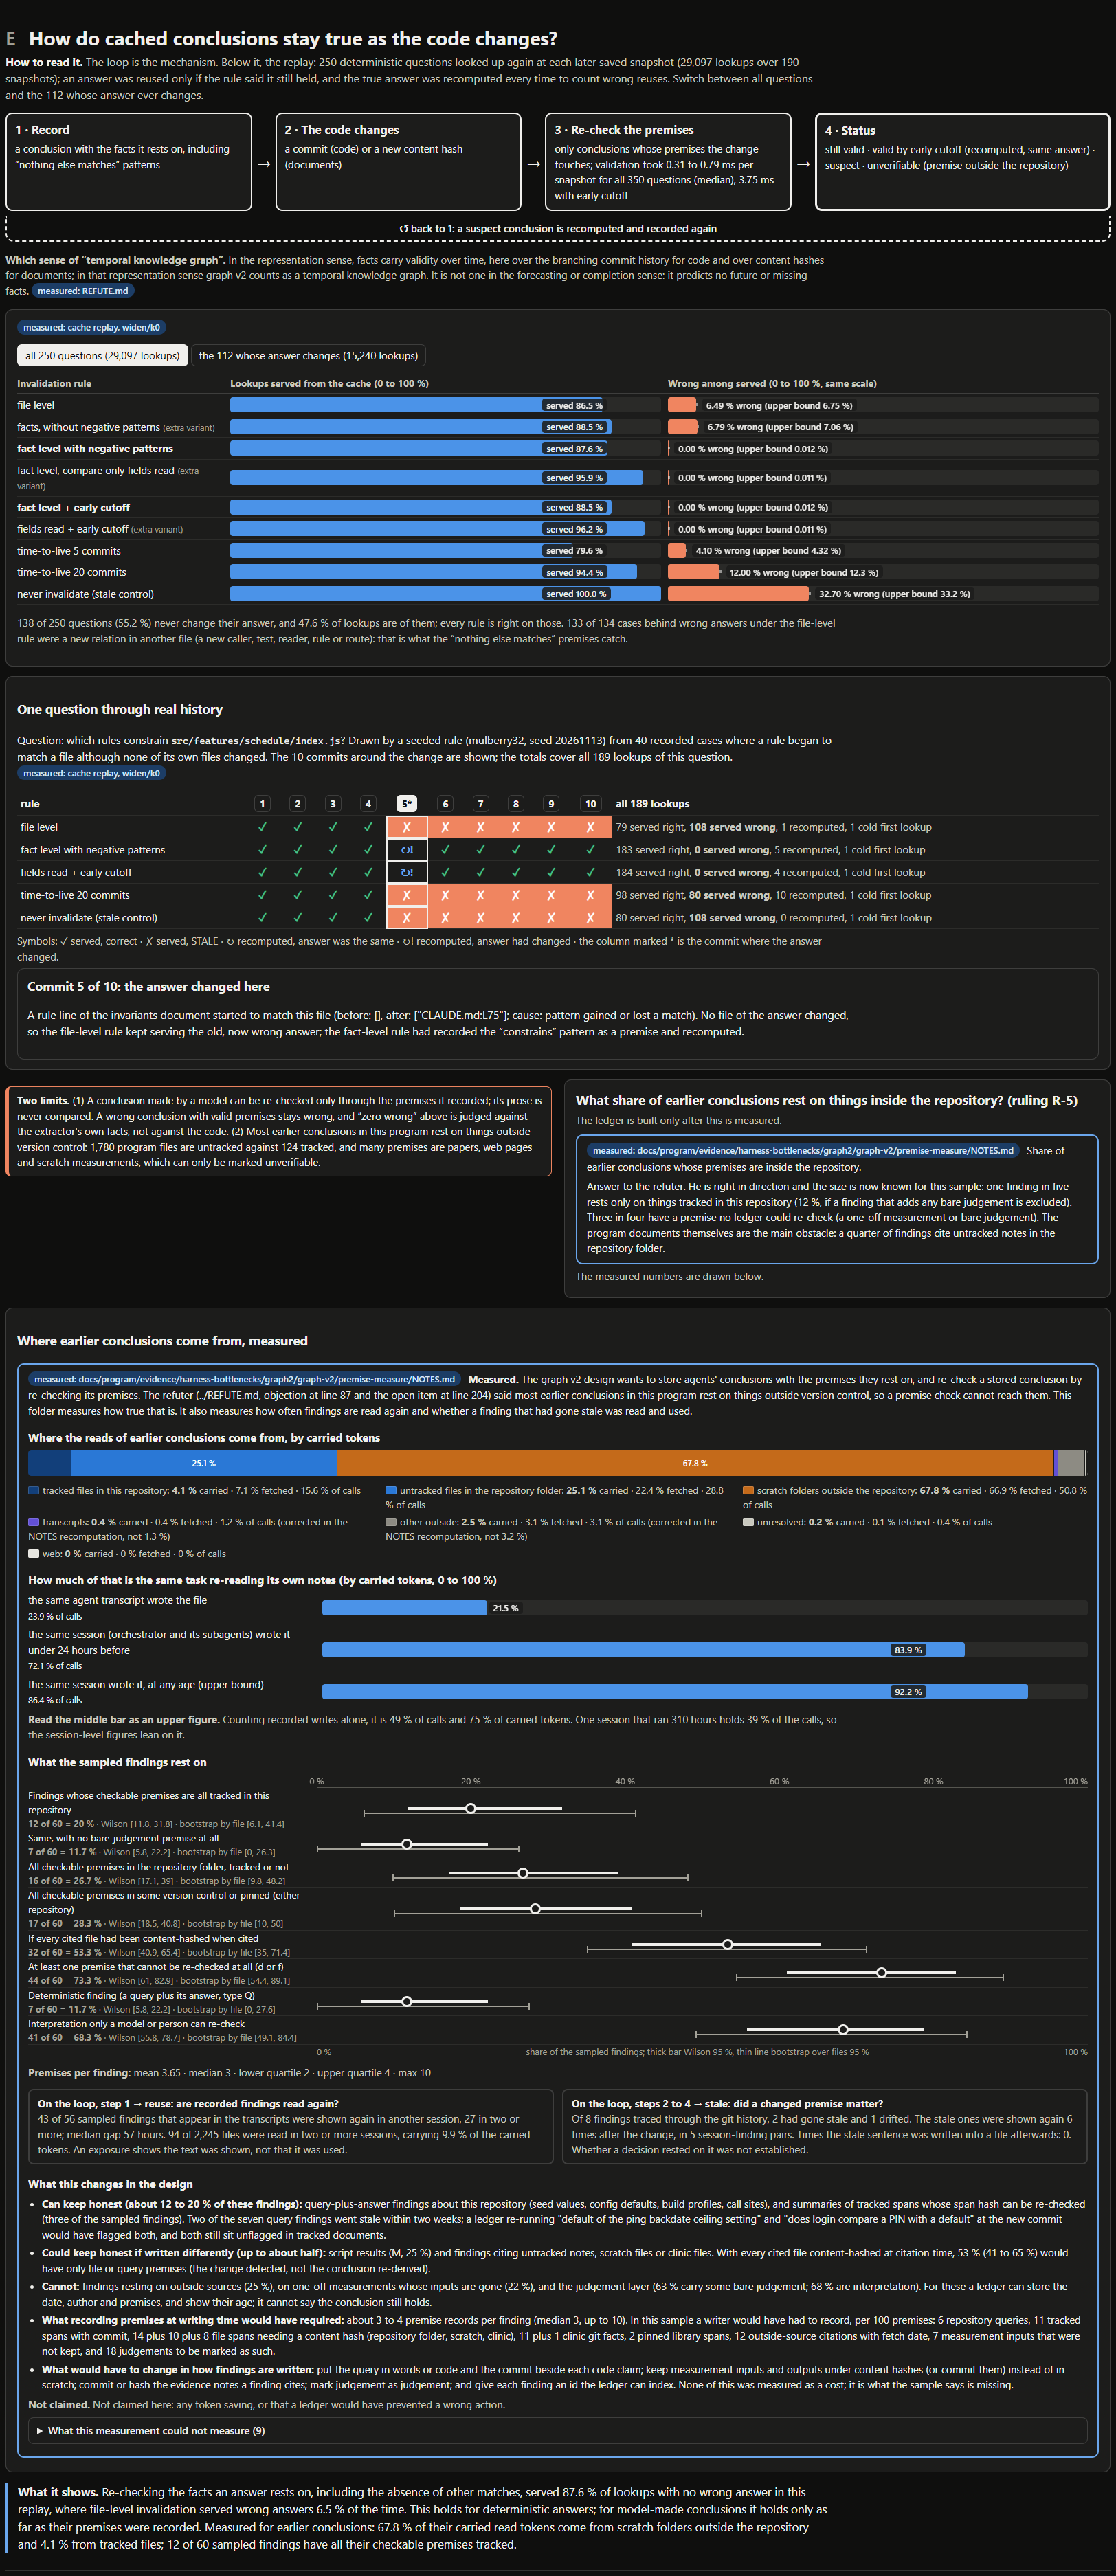 E How do cached conclusions stay true as the code changes?
How to read it. The loop is the mechanism. Below it, the replay: 250 deterministic questions looked up again at each later saved snapshot (29,097 lookups over 190
snapshots); an answer was reused only if the rule said it still held, and the true answer was recomputed every time to count wrong reuses. Switch between all questions
and the 112 whose answer ever changes.
1 · Record
a conclusion with the facts it rests on, including
"nothing else matches" patterns
→
2 · The code changes
a commit (code) or a new content hash
(documents)
→
3 · Re-check the premises
only conclusions whose premises the change
touches; validation took 0.31 to 0.79 ms per
snapshot for all 350 questions (median), 3.75 ms
with early cutoff
→
4 · Status
still valid · valid by early cutoff (recomputed, same answer) ·
suspect · unverifiable (premise outside the repository)
↺ back to 1: a suspect conclusion is recomputed and recorded again
Which sense of "temporal knowledge graph". In the representation sense, facts carry validity over time, here over the branching commit history for code and over content hashes
for documents; in that representation sense graph v2 counts as a temporal knowledge graph. It is not one in the forecasting or completion sense: it predicts no future or missing
facts. measured: REFUTE.md
measured: cache replay, widen/k0
all 250 questions (29,097 lookups) the 112 whose answer changes (15,240 lookups)
Invalidation rule Lookups served from the cache (0 to 100 %) Wrong among served (0 to 100 %, same scale)
file level served 86.5 % 6.49 % wrong (upper bound 6.75 %)
facts, without negative patterns (extra variant) served 88.5 % 6.79 % wrong (upper bound 7.06 %)
fact level with negative patterns served 87.6 % 0.00 % wrong (upper bound 0.012 %)
fact level, compare only fields read (extra
variant) served 95.9 % 0.00 % wrong (upper bound 0.011 %)
fact level + early cutoff served 88.5 % 0.00 % wrong (upper bound 0.012 %)
fields read + early cutoff (extra variant) served 96.2 % 0.00 % wrong (upper bound 0.011 %)
time-to-live 5 commits served 79.6 % 4.10 % wrong (upper bound 4.32 %)
time-to-live 20 commits served 94.4 % 12.00 % wrong (upper bound 12.3 %)
never invalidate (stale control) served 100.0 % 32.70 % wrong (upper bound 33.2 %)
138 of 250 questions (55.2 %) never change their answer, and 47.6 % of lookups are of them; every rule is right on those. 133 of 134 cases behind wrong answers under the file-level
rule were a new relation in another file (a new caller, test, reader, rule or route): that is what the "nothing else matches" premises catch.
One question through real history
Question: which rules constrain src/features/schedule/index.js? Drawn by a seeded rule (mulberry32, seed 20261113) from 40 recorded cases where a rule began to
match a file although none of its own files changed. The 10 commits around the change are shown; the totals cover all 189 lookups of this question.
measured: cache replay, widen/k0
rule 1 2 3 4 5* 6 7 8 9 10 all 189 lookups
file level ✓ ✓ ✓ ✓ ✗ ✗ ✗ ✗ ✗ ✗ 79 served right, 108 served wrong, 1 recomputed, 1 cold first lookup
fact level with negative patterns ✓ ✓ ✓ ✓ ↻! ✓ ✓ ✓ ✓ ✓ 183 served right, 0 served wrong, 5 recomputed, 1 cold first lookup
fields read + early cutoff ✓ ✓ ✓ ✓ ↻! ✓ ✓ ✓ ✓ ✓ 184 served right, 0 served wrong, 4 recomputed, 1 cold first lookup
time-to-live 20 commits ✓ ✓ ✓ ✓ ✗ ✗ ✗ ✗ ✗ ✗ 98 served right, 80 served wrong, 10 recomputed, 1 cold first lookup
never invalidate (stale control) ✓ ✓ ✓ ✓ ✗ ✗ ✗ ✗ ✗ ✗ 80 served right, 108 served wrong, 0 recomputed, 1 cold first lookup
Symbols: ✓ served, correct · ✗ served, STALE · ↻ recomputed, answer was the same · ↻! recomputed, answer had changed · the column marked * is the commit where the answer
changed.
Commit 5 of 10: the answer changed here
A rule line of the invariants document started to match this file (before: [], after: ["CLAUDE.md:L75"]; cause: pattern gained or lost a match). No file of the answer changed,
so the file-level rule kept serving the old, now wrong answer; the fact-level rule had recorded the "constrains" pattern as a premise and recomputed.
Two limits. (1) A conclusion made by a model can be re-checked only through the premises it recorded; its prose is
never compared. A wrong conclusion with valid premises stays wrong, and "zero wrong" above is judged against
the extractor's own facts, not against the code. (2) Most earlier conclusions in this program rest on things outside
version control: 1,780 program files are untracked against 124 tracked, and many premises are papers, web pages
and scratch measurements, which can only be marked unverifiable.
What share of earlier conclusions rest on things inside the repository? (ruling R-5)
The ledger is built only after this is measured.
measured: docs/program/evidence/harness-bottlenecks/graph2/graph-v2/premise-measure/NOTES.md Share of
earlier conclusions whose premises are inside the repository.
Answer to the refuter. He is right in direction and the size is now known for this sample: one finding in five
rests only on things tracked in this repository (12 %, if a finding that adds any bare judgement is excluded).
Three in four have a premise no ledger could re-check (a one-off measurement or bare judgement). The
program documents themselves are the main obstacle: a quarter of findings cite untracked notes in the
repository folder.
The measured numbers are drawn below.
Where earlier conclusions come from, measured
measured: docs/program/evidence/harness-bottlenecks/graph2/graph-v2/premise-measure/NOTES.md Measured. The graph v2 design wants to store agents' conclusions with the premises they rest on, and re-check a stored conclusion by
re-checking its premises. The refuter (../REFUTE.md, objection at line 87 and the open item at line 204) said most earlier conclusions in this program rest on things outside version control, so a premise check cannot reach them. This
folder measures how true that is. It also measures how often findings are read again and whether a finding that had gone stale was read and used.
Where the reads of earlier conclusions come from, by carried tokens
25.1 % 67.8 %
tracked files in this repository: 4.1 % carried · 7.1 % fetched · 15.6 % of calls
untracked files in the repository folder: 25.1 % carried · 22.4 % fetched · 28.8
% of calls
scratch folders outside the repository: 67.8 % carried · 66.9 % fetched · 50.8 %
of calls
transcripts: 0.4 % carried · 0.4 % fetched · 1.2 % of calls (corrected in the
NOTES recomputation, not 1.3 %)
other outside: 2.5 % carried · 3.1 % fetched · 3.1 % of calls (corrected in the
NOTES recomputation, not 3.2 %)
unresolved: 0.2 % carried · 0.1 % fetched · 0.4 % of calls
web: 0 % carried · 0 % fetched · 0 % of calls
How much of that is the same task re-reading its own notes (by carried tokens, 0 to 100 %)
the same agent transcript wrote the file
23.9 % of calls
21.5 %
the same session (orchestrator and its subagents) wrote it
under 24 hours before
72.1 % of calls
83.9 %
the same session wrote it, at any age (upper bound)
86.4 % of calls
92.2 %
Read the middle bar as an upper figure. Counting recorded writes alone, it is 49 % of calls and 75 % of carried tokens. One session that ran 310 hours holds 39 % of the calls, so
the session-level figures lean on it.
What the sampled findings rest on
0 % 20 % 40 % 60 % 80 % 100 %
Findings whose checkable premises are all tracked in this
repository
12 of 60 = 20 % · Wilson [11.8, 31.8] · bootstrap by file [6.1, 41.4]
Same, with no bare-judgement premise at all
7 of 60 = 11.7 % · Wilson [5.8, 22.2] · bootstrap by file [0, 26.3]
All checkable premises in the repository folder, tracked or not
16 of 60 = 26.7 % · Wilson [17.1, 39] · bootstrap by file [9.8, 48.2]
All checkable premises in some version control or pinned (either
repository)
17 of 60 = 28.3 % · Wilson [18.5, 40.8] · bootstrap by file [10, 50]
If every cited file had been content-hashed when cited
32 of 60 = 53.3 % · Wilson [40.9, 65.4] · bootstrap by file [35, 71.4]
At least one premise that cannot be re-checked at all (d or f)
44 of 60 = 73.3 % · Wilson [61, 82.9] · bootstrap by file [54.4, 89.1]
Deterministic finding (a query plus its answer, type Q)
7 of 60 = 11.7 % · Wilson [5.8, 22.2] · bootstrap by file [0, 27.6]
Interpretation only a model or person can re-check
41 of 60 = 68.3 % · Wilson [55.8, 78.7] · bootstrap by file [49.1, 84.4]
0 % share of the sampled findings; thick bar Wilson 95 %, thin line bootstrap over files 95 % 100 %
Premises per finding: mean 3.65 · median 3 · lower quartile 2 · upper quartile 4 · max 10
On the loop, step 1 → reuse: are recorded findings read again?
43 of 56 sampled findings that appear in the transcripts were shown again in another session, 27 in two or
more; median gap 57 hours. 94 of 2,245 files were read in two or more sessions, carrying 9.9 % of the carried
tokens. An exposure shows the text was shown, not that it was used.
On the loop, steps 2 to 4 → stale: did a changed premise matter?
Of 8 findings traced through the git history, 2 had gone stale and 1 drifted. The stale ones were shown again 6
times after the change, in 5 session-finding pairs. Times the stale sentence was written into a file afterwards: 0.
Whether a decision rested on it was not established.
What this changes in the design
• Can keep honest (about 12 to 20 % of these findings): query-plus-answer findings about this repository (seed values, config defaults, build profiles, call sites), and summaries of tracked spans whose span hash can be re-checked
(three of the sampled findings). Two of the seven query findings went stale within two weeks; a ledger re-running "default of the ping backdate ceiling setting" and "does login compare a PIN with a default" at the new commit
would have flagged both, and both still sit unflagged in tracked documents.
• Could keep honest if written differently (up to about half): script results (M, 25 %) and findings citing untracked notes, scratch files or clinic files. With every cited file content-hashed at citation time, 53 % (41 to 65 %) would
have only file or query premises (the change detected, not the conclusion re-derived).
• Cannot: findings resting on outside sources (25 %), on one-off measurements whose inputs are gone (22 %), and the judgement layer (63 % carry some bare judgement; 68 % are interpretation). For these a ledger can store the
date, author and premises, and show their age; it cannot say the conclusion still holds.
• What recording premises at writing time would have required: about 3 to 4 premise records per finding (median 3, up to 10). In this sample a writer would have had to record, per 100 premises: 6 repository queries, 11 tracked
spans with commit, 14 plus 10 plus 8 file spans needing a content hash (repository folder, scratch, clinic), 11 plus 1 clinic git facts, 2 pinned library spans, 12 outside-source citations with fetch date, 7 measurement inputs that were
not kept, and 18 judgements to be marked as such.
• What would have to change in how findings are written: put the query in words or code and the commit beside each code claim; keep measurement inputs and outputs under content hashes (or commit them) instead of in
scratch; commit or hash the evidence notes a finding cites; mark judgement as judgement; and give each finding an id the ledger can index. None of this was measured as a cost; it is what the sample says is missing.
Not claimed. Not claimed here: any token saving, or that a ledger would have prevented a wrong action.
▶ What this measurement could not measure (9)
What it shows. Re-checking the facts an answer rests on, including the absence of other matches, served 87.6 % of lookups with no wrong answer in this
replay, where file-level invalidation served wrong answers 6.5 % of the time. This holds for deterministic answers; for model-made conclusions it holds only as
far as their premises were recorded. Measured for earlier conclusions: 67.8 % of their carried read tokens come from scratch folders outside the repository
and 4.1 % from tracked files; 12 of 60 sampled findings have all their checkable premises tracked.